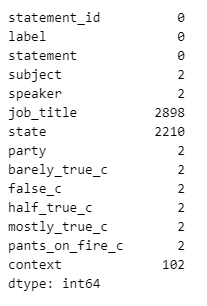 statement_id 0
label 0
statement 0
subject 2
speaker 2
job_title 2898
state 2210
party 2
barely_true_c 2
false_c 2
half_true_c 2
mostly_true_c 2
pants_on_fire_c 2
context 102
dtype: int64